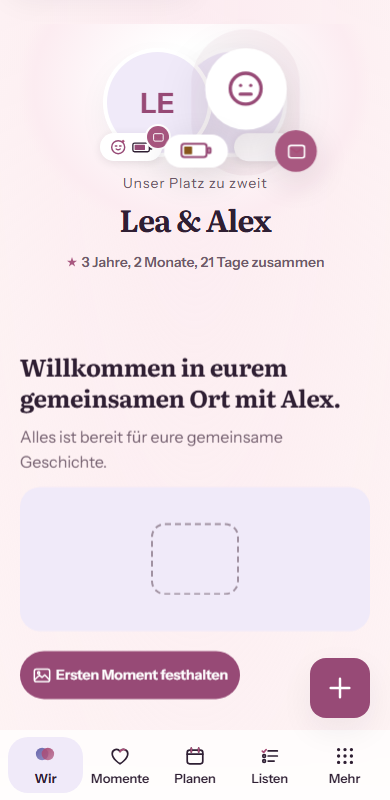 LE
Unser Platz zu zweit
Lea & Alex
★ 3 Jahre, 2 Monate, 21 Tage zusammen
Willkommen in eurem
gemeinsamen Ort mit Alex.
Alles ist bereit für eure gemeinsame
Geschichte.
Ersten Moment festhalten
Wir
Momente
Planen
Listen
Mehr